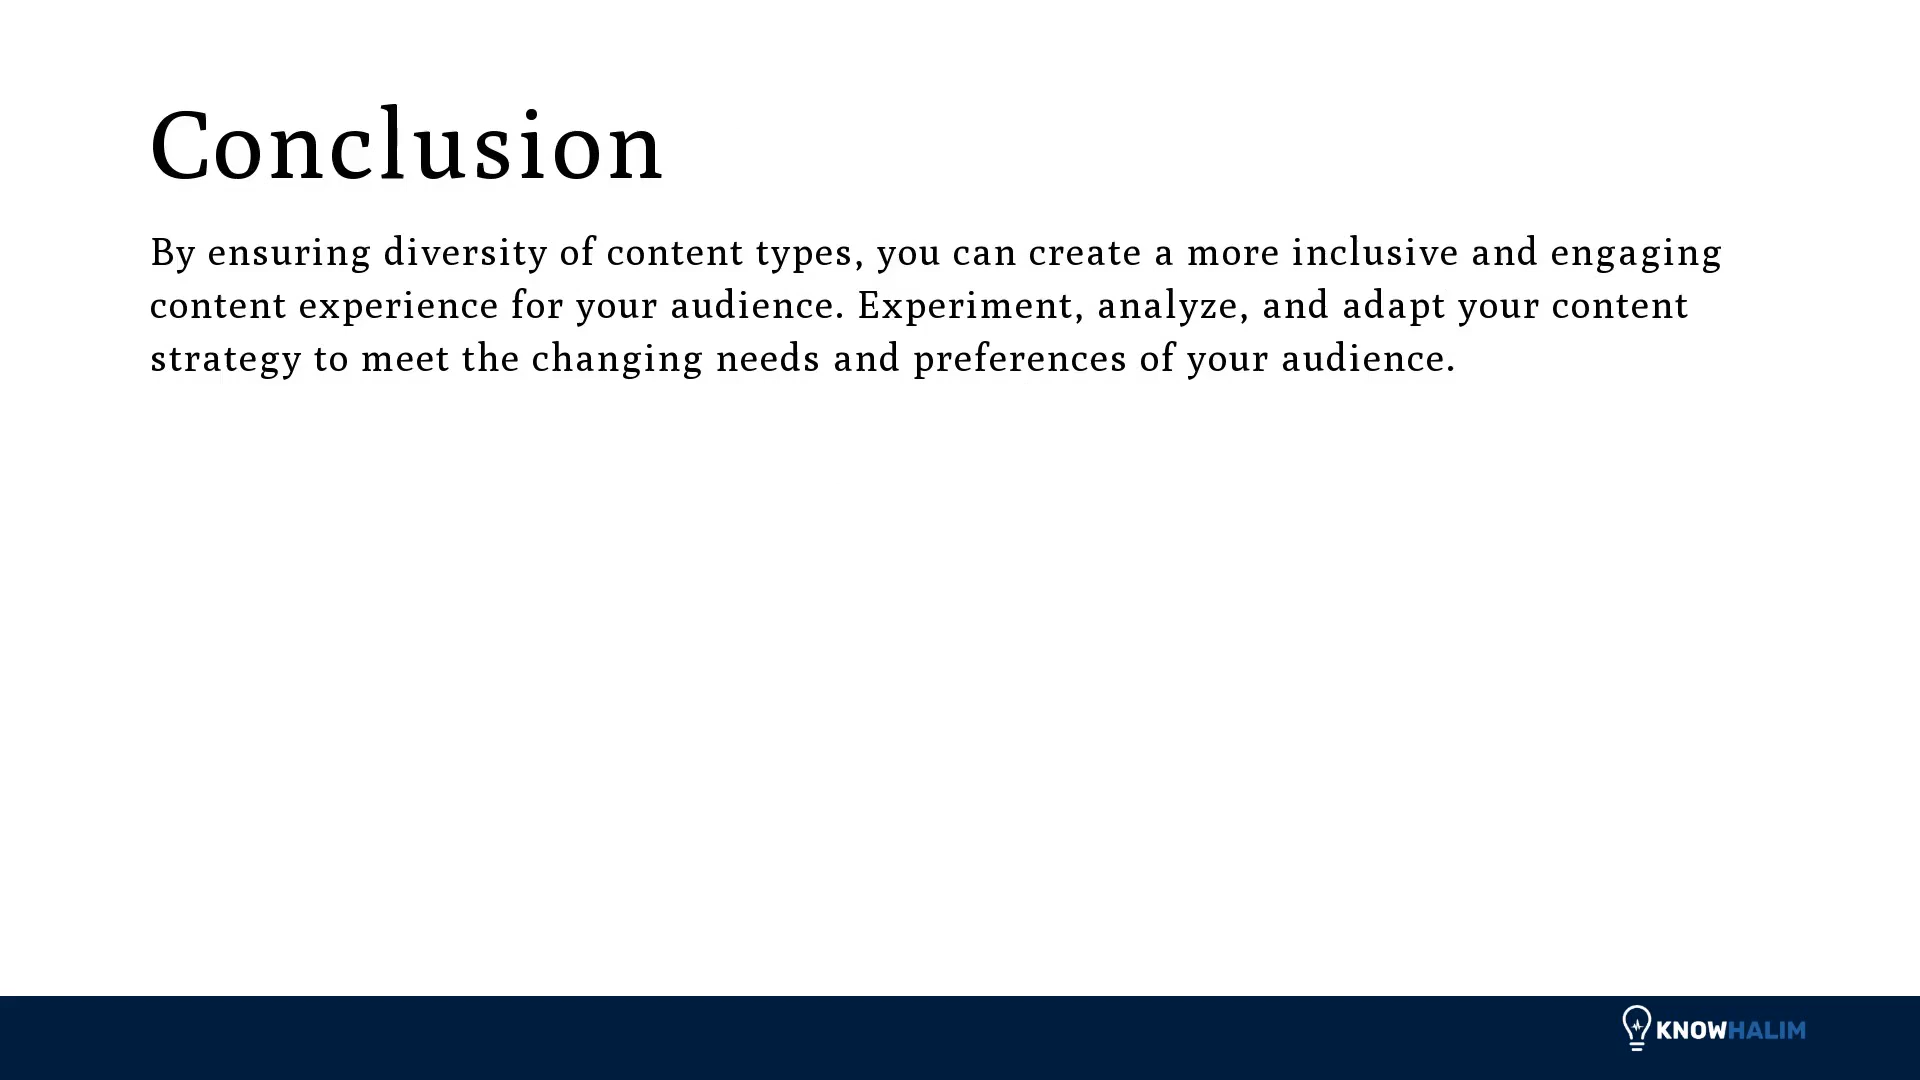 Conclusion
By ensuring diversity of content types, you can create a more inclusive and engaging
content experience for your audience. Experiment, analyze, and adapt your content
strategy to meet the changing needs and preferences of your audience.
KNOWHALIM